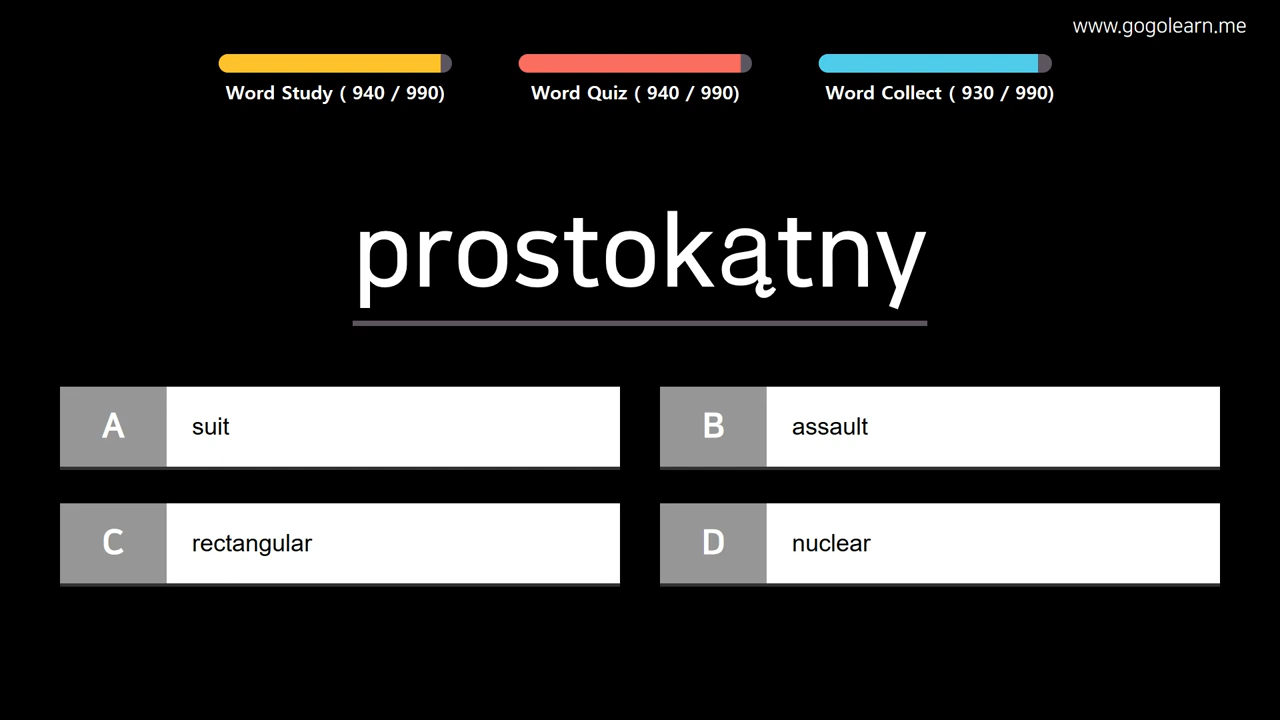 www.gogolearn.me
Word Study ( 940 / 990)
Word Quiz ( 940 / 990)
Word Collect ( 930 / 990)
prostokątny
A suit
B assault
C rectangular
D nuclear